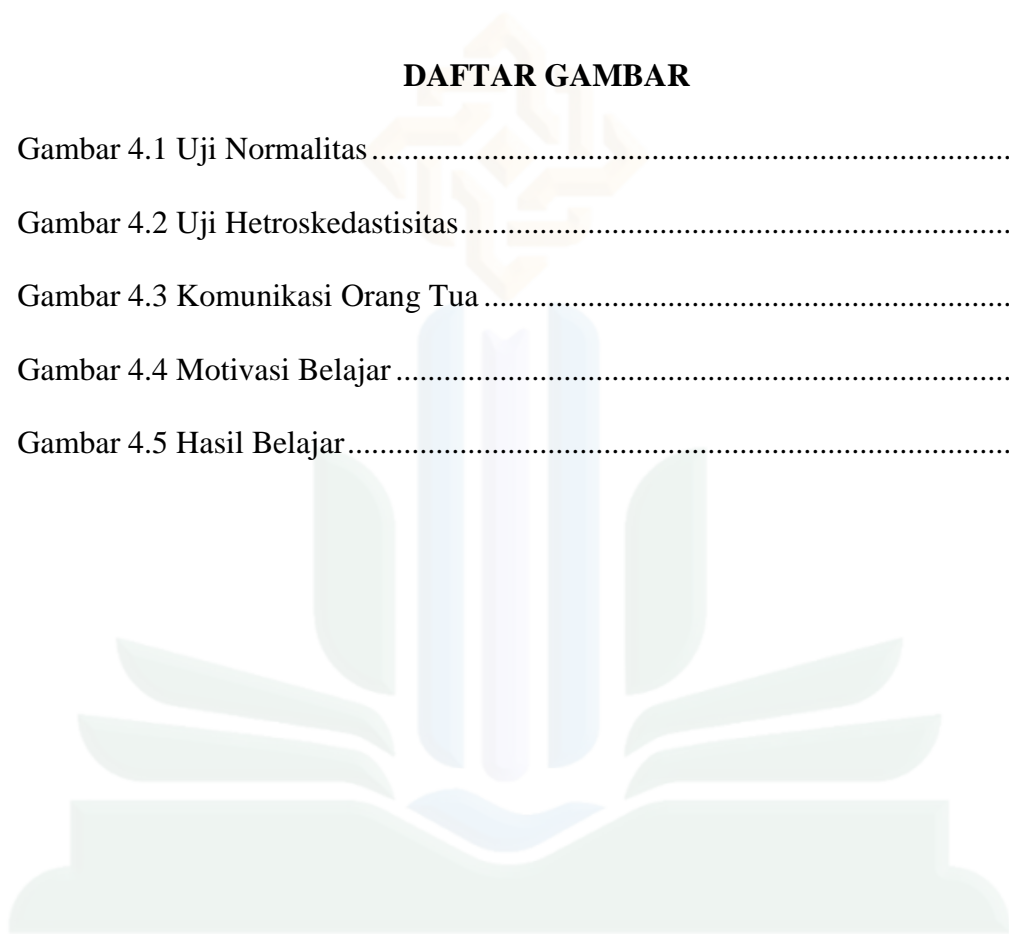 DAFTAR GAMBAR
Gambar 4.1 Uji Normalitas................................................................................
Gambar 4.2 Uji Hetroskedastisitas.....................................................................
Gambar 4.3 Komunikasi Orang Tua ..................................................................
Gambar 4.4 Motivasi Belajar .............................................................................
Gambar 4.5 Hasil Belajar...................................................................................